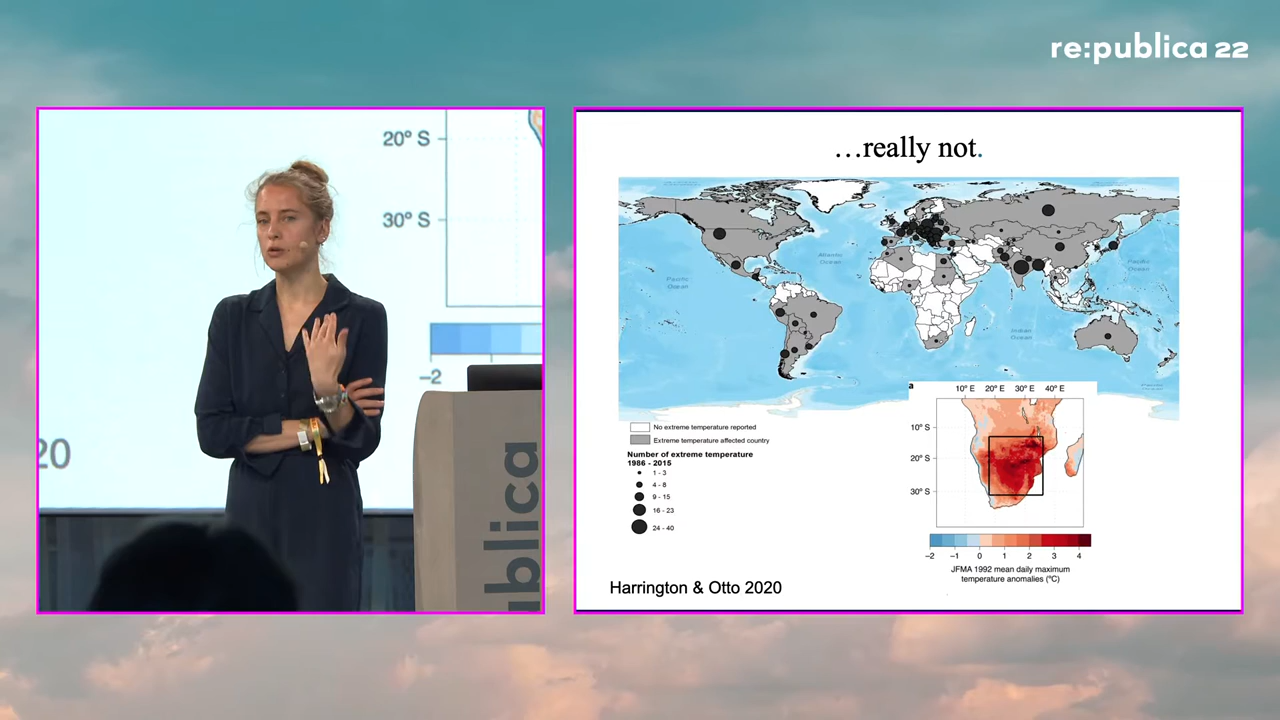 re:publica 22
20° S
30° S
-2
20
ublica
...really not.
Atlantic
Ocean
Pacific
Ocean
Pacific
Ocean
Indian
Ocean
No extreme temperature reported
Extreme temperature affected country
Number of extreme temperature
1986 - 2015
1 - 3
4 - 8
9 - 15
16 - 23
24 - 40
a
10° E 20° E 30° E 40° E
10° S
20° S
30° S
-2 -1 0 1 2 3 4
JFMA 1992 mean daily maximum
temperature anomalies (°C)
Harrington & Otto 2020